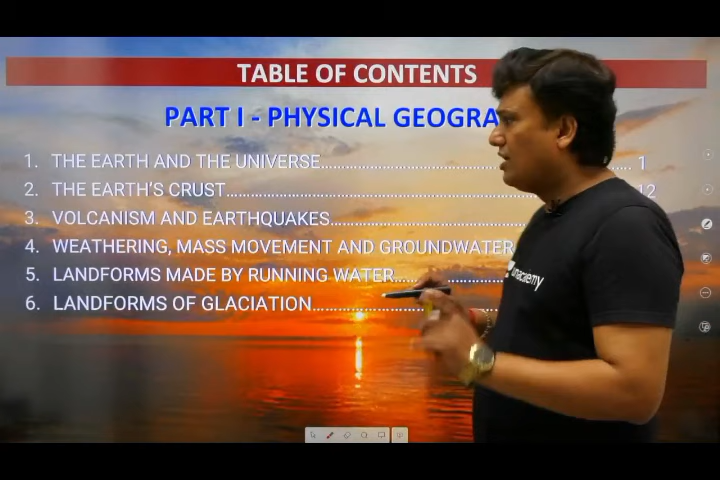 TABLE OF CONTENTS
PART I - PHYSICAL GEOGRA
1. THE EARTH AND THE UNIVERSE........................................................ 1
2. THE EARTH'S CRUST........................................................ 12
3. VOLCANISM AND EARTHQUAKES........................................
4. WEATHERING, MASS MOVEMENT AND GROUNDWATER
5. LANDFORMS MADE BY RUNNING WATER....................
6. LANDFORMS OF GLACIATION........................................
unacademy